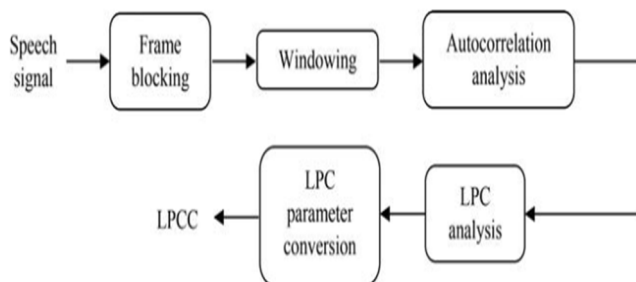 Speech
signal
Frame
blocking
Windowing
Autocorrelation
analysis
LPC
analysis
LPC
parameter
conversion
LPCC